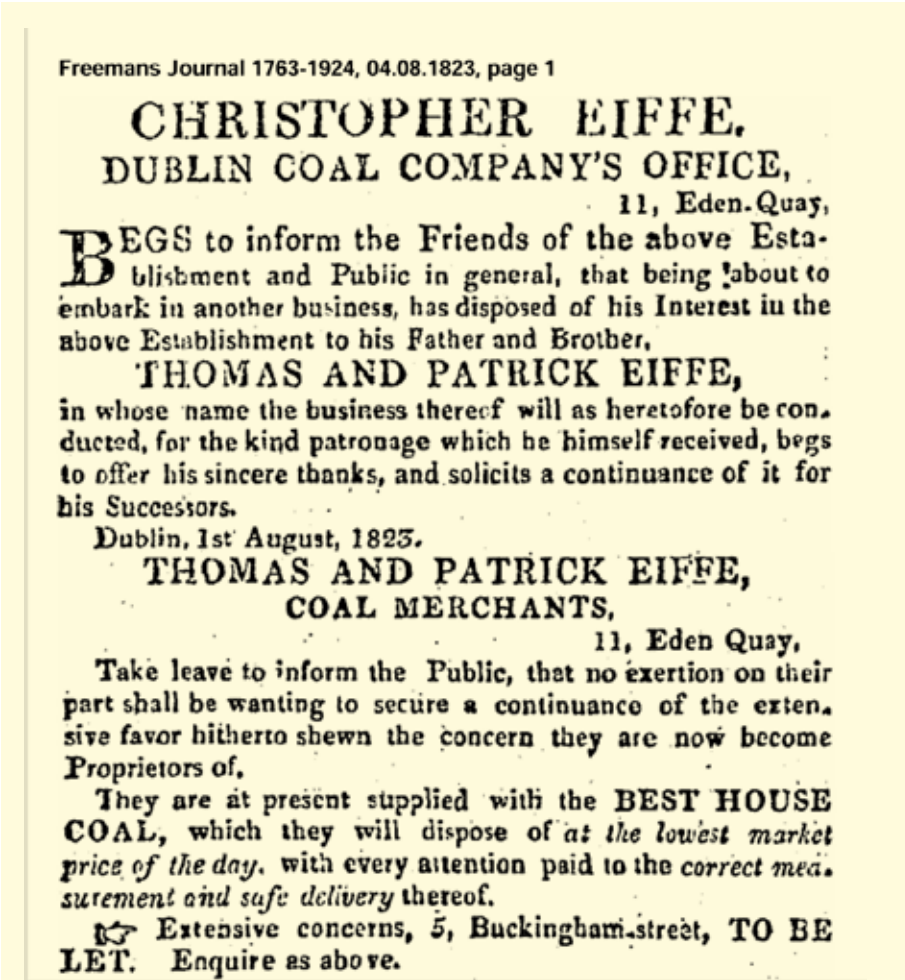 Freemans Journal 1763-1924, 04.08.1823, page 1
CHRISTOPHER EIFFE.
DUBLIN COAL COMPANY'S OFFICE,
11, Eden-Quay,
BEGS to inform the Friends of the above Esta-
blishment and Public in general, that being about to
embark in another business, has disposed of his Interest in the
above Establishment to his Father and Brother,
THOMAS AND PATRICK EIFFE,
in whose name the business thereof will as heretofore be con-
ducted, for the kind patronage which he himself received, begs
to offer his sincere thanks, and solicits a continuance of it for
his Successors.
Dublin, 1st August, 1823.
THOMAS AND PATRICK EIFFE,
COAL MERCHANTS,
11, Eden Quay,
Take leave to inform the Public, that no exertion on their
part shall be wanting to secure a continuance of the exten-
sive favor hitherto shewn the concern they are now become
Proprietors of.
They are at present supplied with the BEST HOUSE
COAL, which they will dispose of at the lowest market
price of the day, with every attention paid to the correct mea-
surement and safe delivery thereof.
☞ Extensive concerns, 5, Buckingham-street, TO BE
LET. Enquire as above.